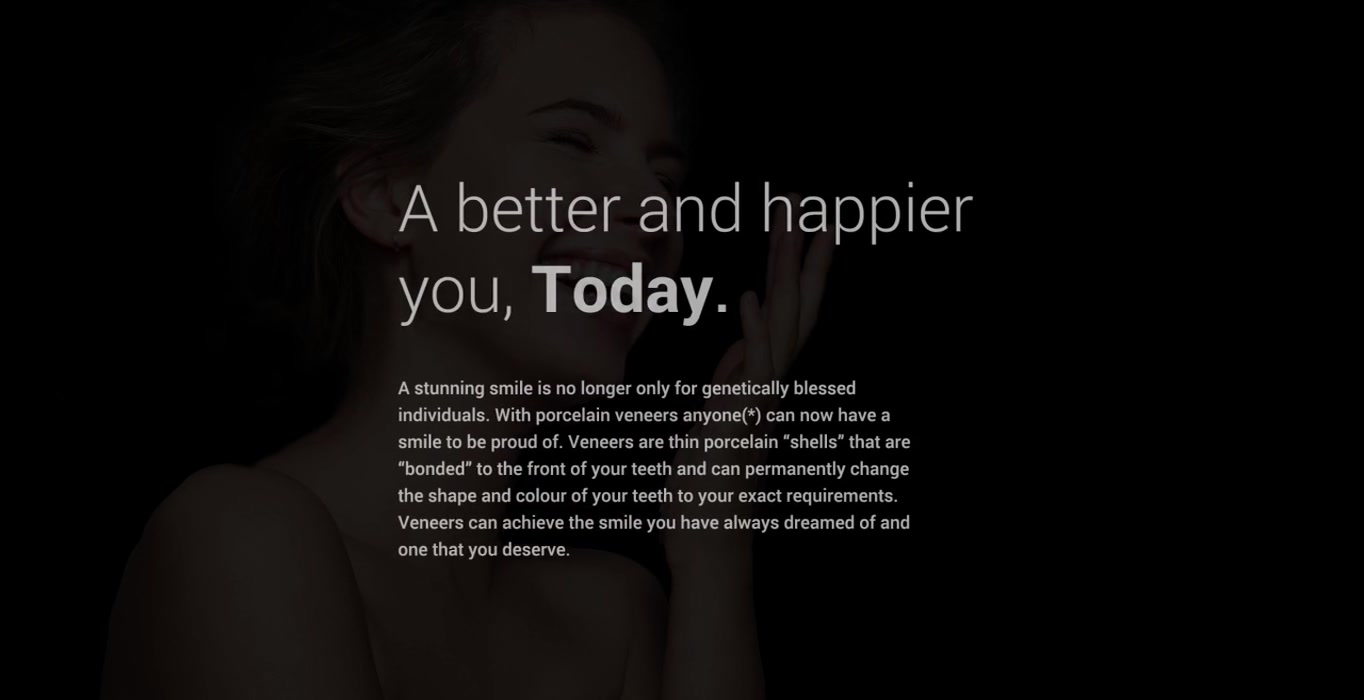 A better and happier
you, Today.
A stunning smile is no longer only for genetically blessed
individuals. With porcelain veneers anyone(*) can now have a
smile to be proud of. Veneers are thin porcelain “shells” that are
“bonded” to the front of your teeth and can permanently change
the shape and colour of your teeth to your exact requirements.
Veneers can achieve the smile you have always dreamed of and
one that you deserve.